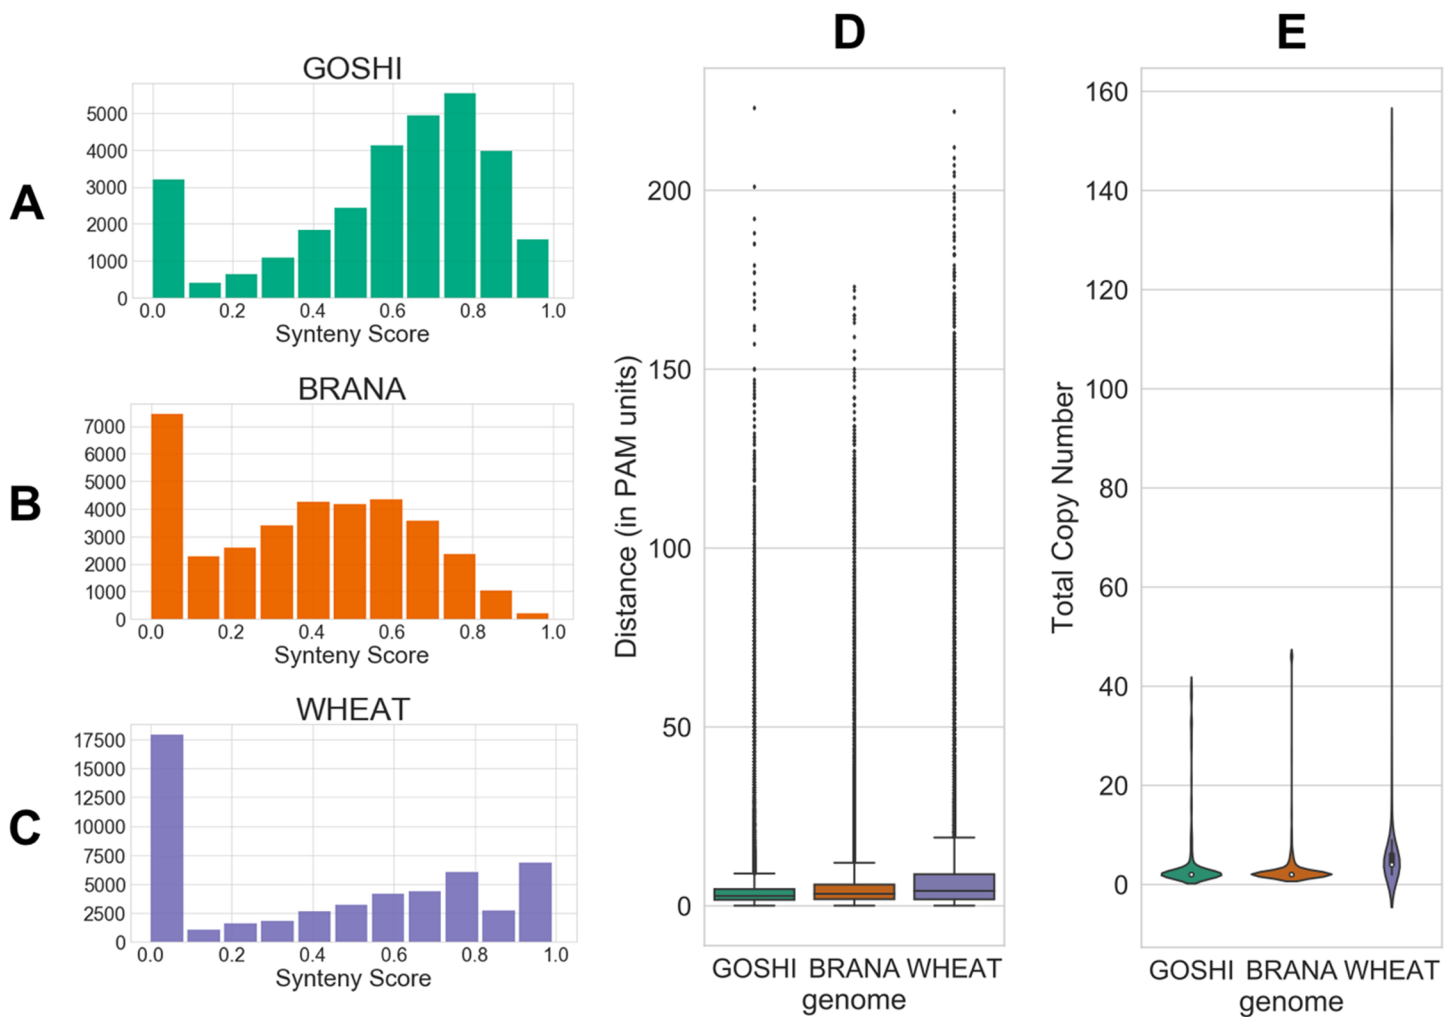 A
GOSHI
5000
4000
3000
2000
1000
0
0.0 0.2 0.4 0.6 0.8 1.0
Synteny Score
B
BRANA
7000
6000
5000
4000
3000
2000
1000
0
0.0 0.2 0.4 0.6 0.8 1.0
Synteny Score
C
WHEAT
17500
15000
12500
10000
7500
5000
2500
0
0.0 0.2 0.4 0.6 0.8 1.0
Synteny Score
D
Distance (in PAM units)
200
150
100
50
0
GOSHI BRANA WHEAT
genome
E
Total Copy Number
160
140
120
100
80
60
40
20
0
GOSHI BRANA WHEAT
genome